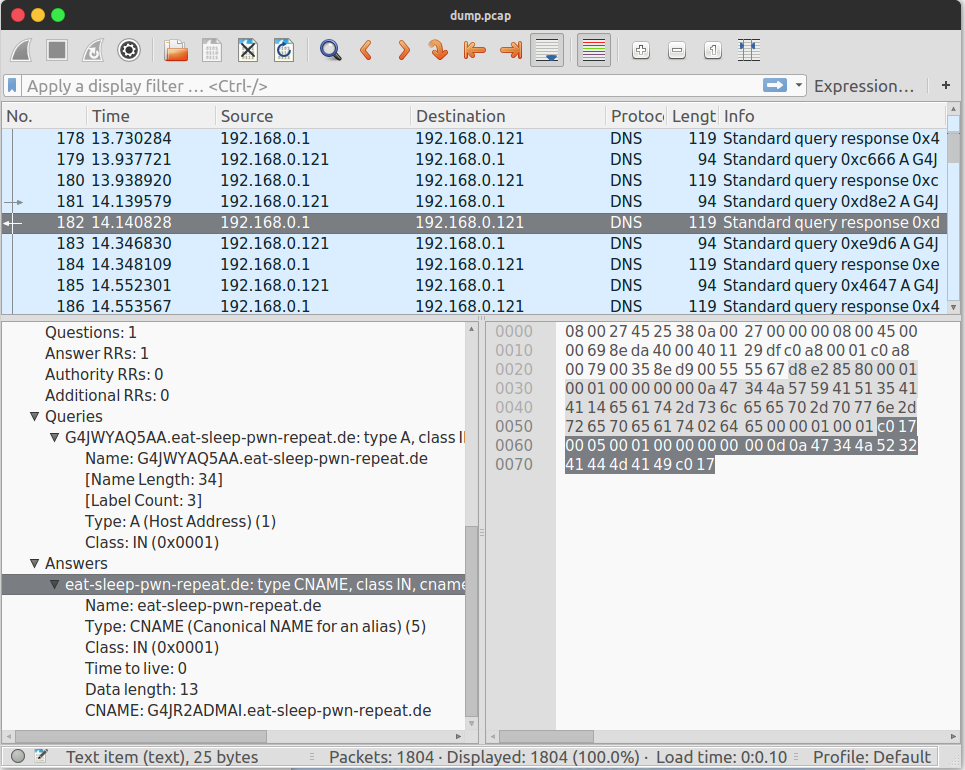 dump.pcap
Apply a display filter … <Ctrl-/>
Expression…
+
No. Time Source Destination Protoc Lengt Info
178 13.730284 192.168.0.1 192.168.0.121 DNS 119 Standard query response 0x4
179 13.937721 192.168.0.121 192.168.0.1 DNS 94 Standard query 0xc666 A G4J
180 13.938920 192.168.0.1 192.168.0.121 DNS 119 Standard query response 0xc
181 14.139579 192.168.0.121 192.168.0.1 DNS 94 Standard query 0xd8e2 A G4J
182 14.140828 192.168.0.1 192.168.0.121 DNS 119 Standard query response 0xd
183 14.346830 192.168.0.121 192.168.0.1 DNS 94 Standard query 0xe9d6 A G4J
184 14.348109 192.168.0.1 192.168.0.121 DNS 119 Standard query response 0xe
185 14.552301 192.168.0.121 192.168.0.1 DNS 94 Standard query 0x4647 A G4J
186 14.553567 192.168.0.1 192.168.0.121 DNS 119 Standard query response 0x4
Questions: 1
Answer RRs: 1
Authority RRs: 0
Additional RRs: 0
Queries
G4JWYAQ5AA.eat-sleep-pwn-repeat.de: type A, class I
Name: G4JWYAQ5AA.eat-sleep-pwn-repeat.de
[Name Length: 34]
[Label Count: 3]
Type: A (Host Address) (1)
Class: IN (0x0001)
Answers
eat-sleep-pwn-repeat.de: type CNAME, class IN, cname
Name: eat-sleep-pwn-repeat.de
Type: CNAME (Canonical NAME for an alias) (5)
Class: IN (0x0001)
Time to live: 0
Data length: 13
CNAME: G4JR2ADMAI.eat-sleep-pwn-repeat.de
0000 08 00 27 45 25 38 0a 00 27 00 00 00 08 00 45 00
0010 00 69 8e da 40 00 40 11 29 df c0 a8 00 01 c0 a8
0020 00 79 00 35 8e d9 00 55 55 67 d8 e2 85 80 00 01
0030 00 01 00 00 00 00 0a 47 34 4a 57 59 41 51 35 41
0040 41 14 65 61 74 2d 73 6c 65 65 70 2d 70 77 6e 2d
0050 72 65 70 65 61 74 02 64 65 00 00 01 00 01 c0 17
0060 00 05 00 01 00 00 00 00 00 0d 0a 47 34 4a 52 32
0070 41 44 4d 41 49 c0 17
Text item (text), 25 bytes
Packets: 1804 · Displayed: 1804 (100.0%) · Load time: 0:0.10
Profile: Default